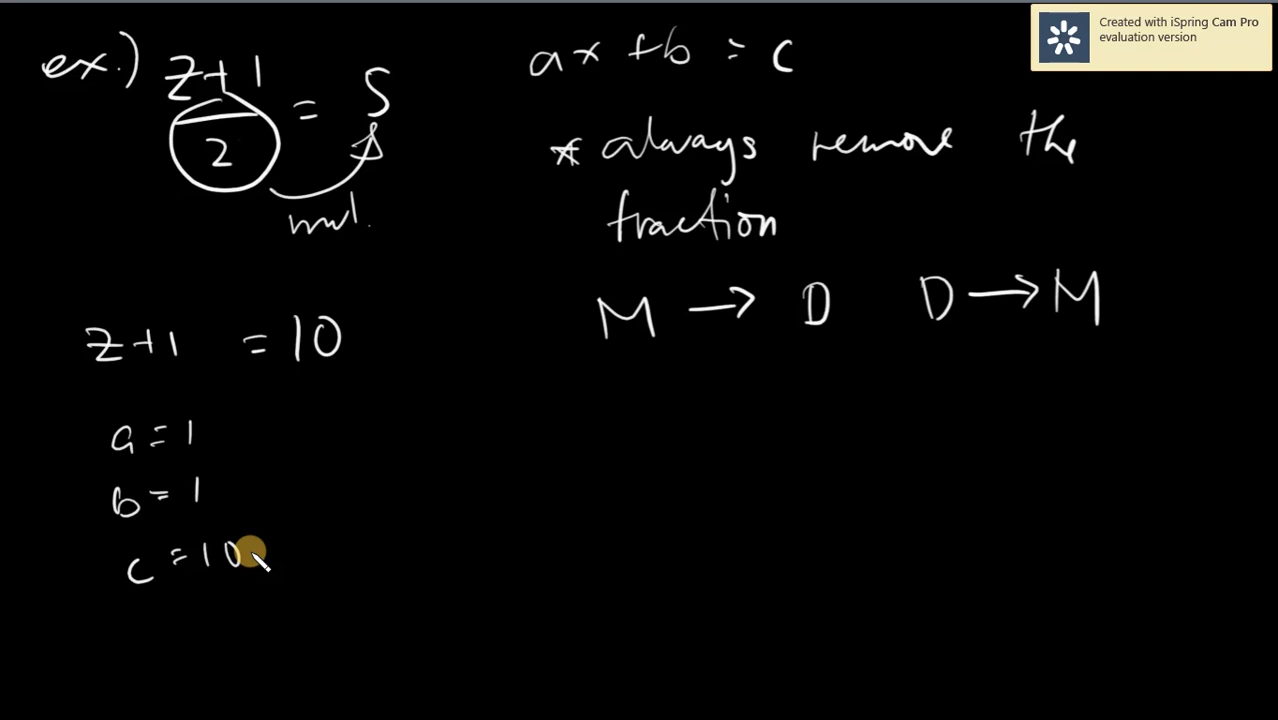 ex.) z+1
2
= 5
mul.
z+1 = 10
a = 1
b = 1
c = 10
ax +b = c
* always remove the
fraction
M → D D → M
Created with iSpring Cam Pro
evaluation version